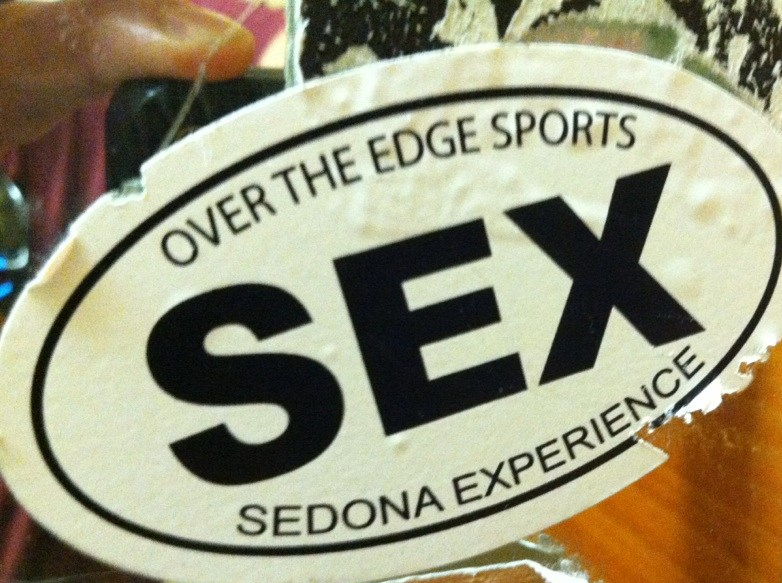 OVER THE EDGE SPORTS
SEX
SEDONA EXPERIENCE